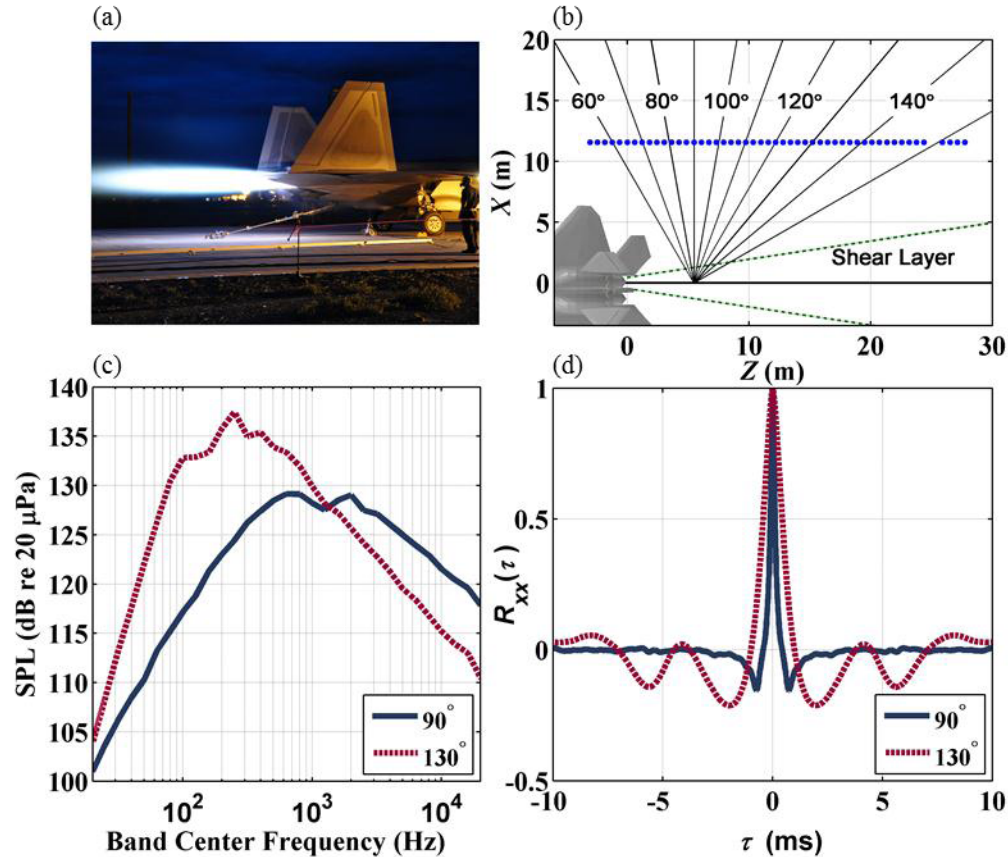 (a)
(b)
20
15
10
5
0
X (m)
60° 80° 100° 120° 140°
Shear Layer
0 10 20 30
Z (m)
(c)
140
135
130
125
120
115
110
105
100
SPL (dB re 20 μPa)
90°
130°
10² 10³ 10⁴
Band Center Frequency (Hz)
(d)
1
0.5
0
-0.5
Rxx(τ)
90°
130°
-10 -5 0 5 10
τ (ms)